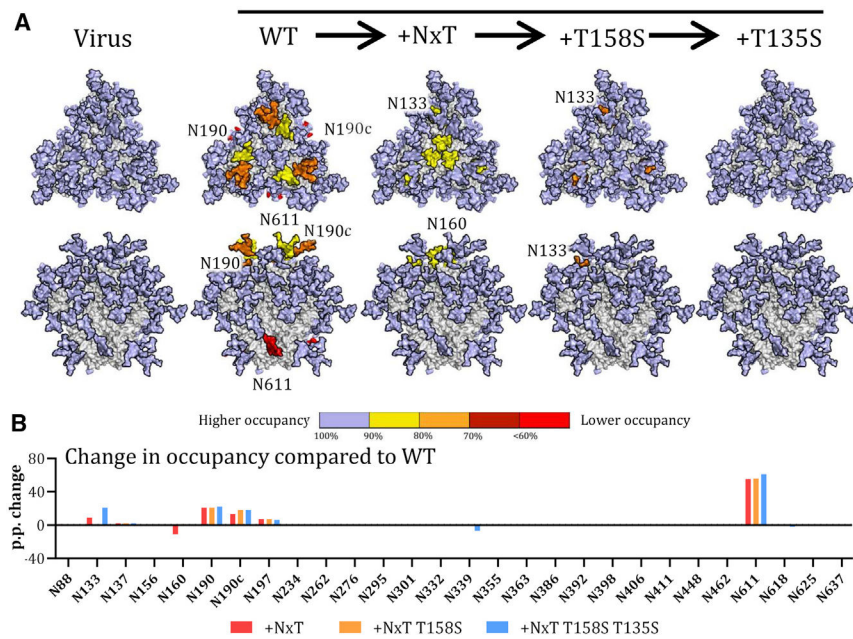 A
Virus
WT
+NxT
+T158S
+T135S
N190
N190c
N133
N133
N611
N190c
N190
N160
N133
N611
Higher occupancy
Lower occupancy
100% 90% 80% 70% <60%
B
Change in occupancy compared to WT
p.p. change
80
40
0
-40
N88 N133 N137 N156 N160 N190 N190c N197 N234 N262 N276 N295 N301 N332 N339 N355 N363 N386 N392 N398 N406 N411 N448 N462 N611 N618 N625 N637
+NxT +NxT T158S +NxT T158S T135S